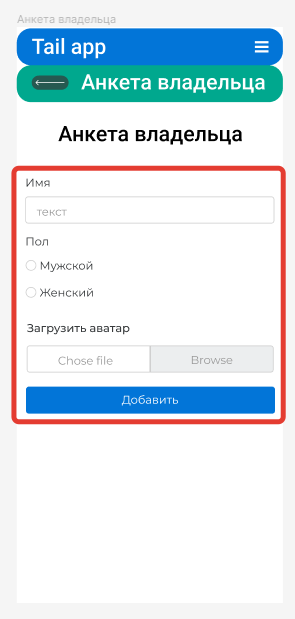 Анкета владельца
Tail app
Анкета владельца
Анкета владельца
Имя
текст
Пол
Мужской
Женский
Загрузить аватар
Chose file
Browse
Добавить